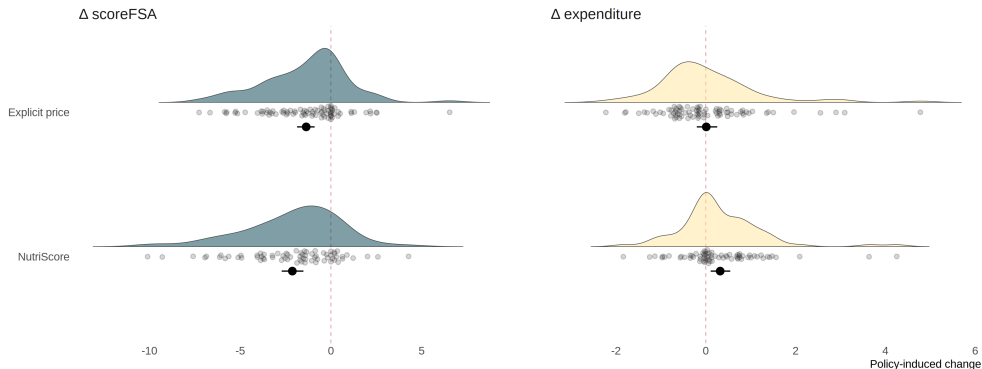 Δ scoreFSA
Δ expenditure
Explicit price
NutriScore
-10 -5 0 5
-2 0 2 4 6
Policy-induced change